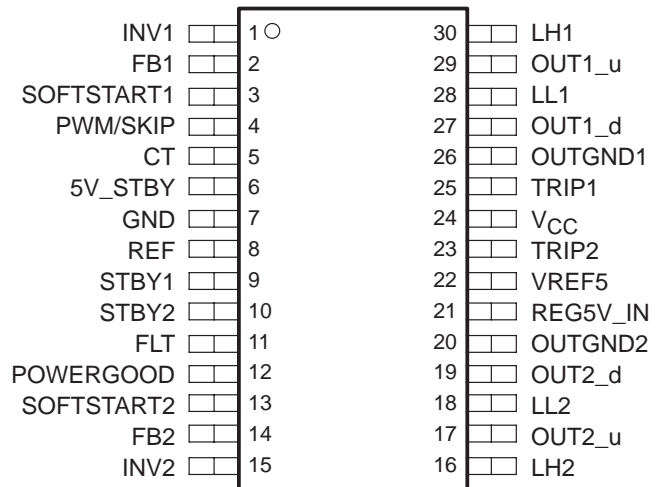 INV1 1 30 LH1
FB1 2 29 OUT1_u
SOFTSTART1 3 28 LL1
PWM/SKIP 4 27 OUT1_d
CT 5 26 OUTGND1
5V_STBY 6 25 TRIP1
GND 7 24 VCC
REF 8 23 TRIP2
STBY1 9 22 VREF5
STBY2 10 21 REG5V_IN
FLT 11 20 OUTGND2
POWERGOOD 12 19 OUT2_d
SOFTSTART2 13 18 LL2
FB2 14 17 OUT2_u
INV2 15 16 LH2